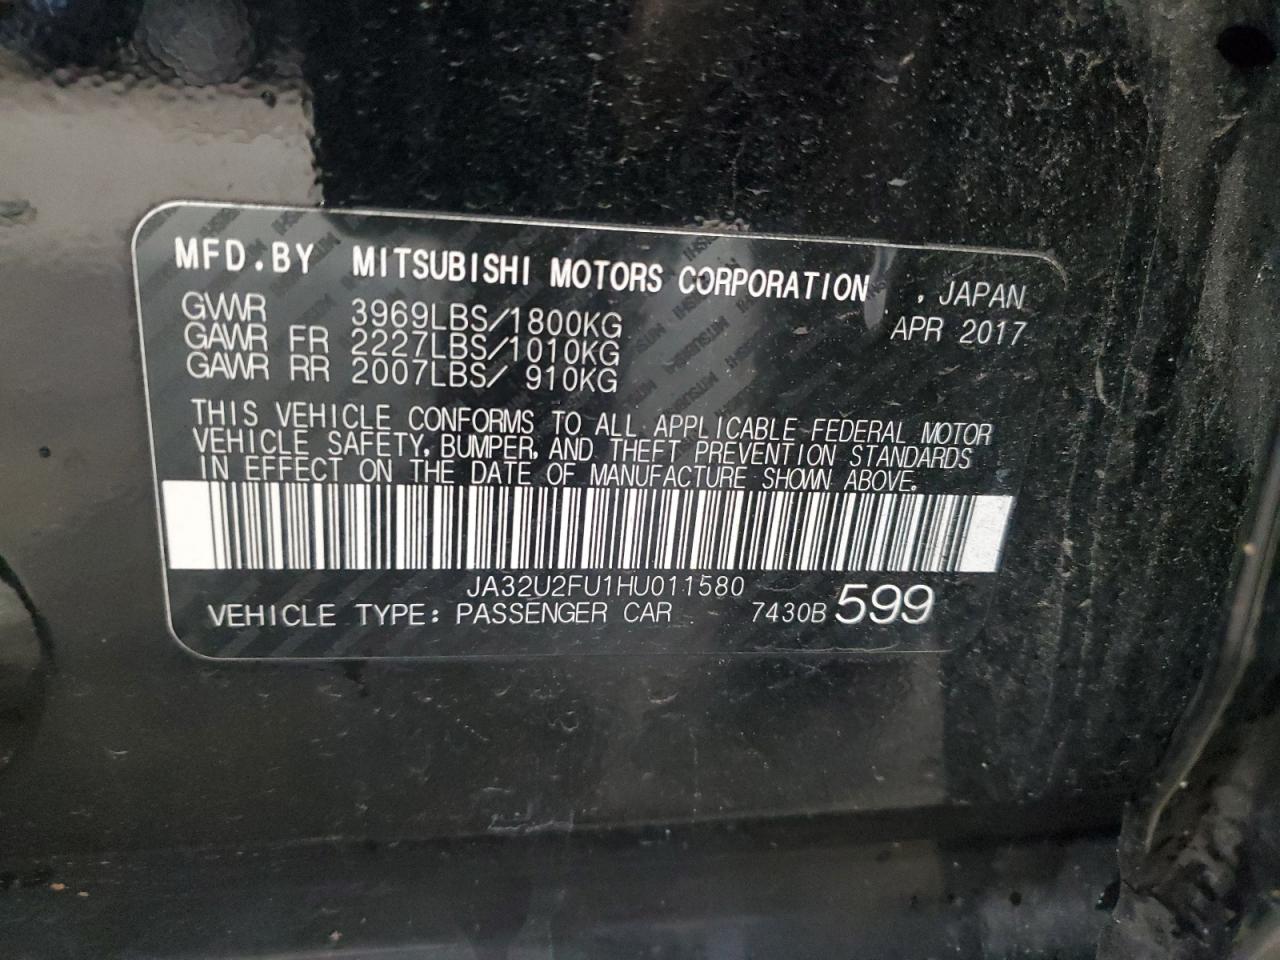 MFD.BY MITSUBISHI MOTORS CORPORATION , JAPAN
GVWR 3969LBS/1800KG APR 2017
GAWR FR 2227LBS/1010KG
GAWR RR 2007LBS/ 910KG
THIS VEHICLE CONFORMS TO ALL APPLICABLE FEDERAL MOTOR
VEHICLE SAFETY, BUMPER, AND THEFT PREVENTION STANDARDS
IN EFFECT ON THE DATE OF MANUFACTURE SHOWN ABOVE.
JA32U2FU1HU011580
VEHICLE TYPE: PASSENGER CAR 7430B 599